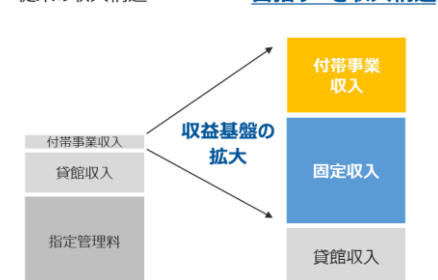 付帯事業
収入
収益基盤の
拡大
付帯事業収入
貸館収入
固定収入
指定管理料
貸館収入